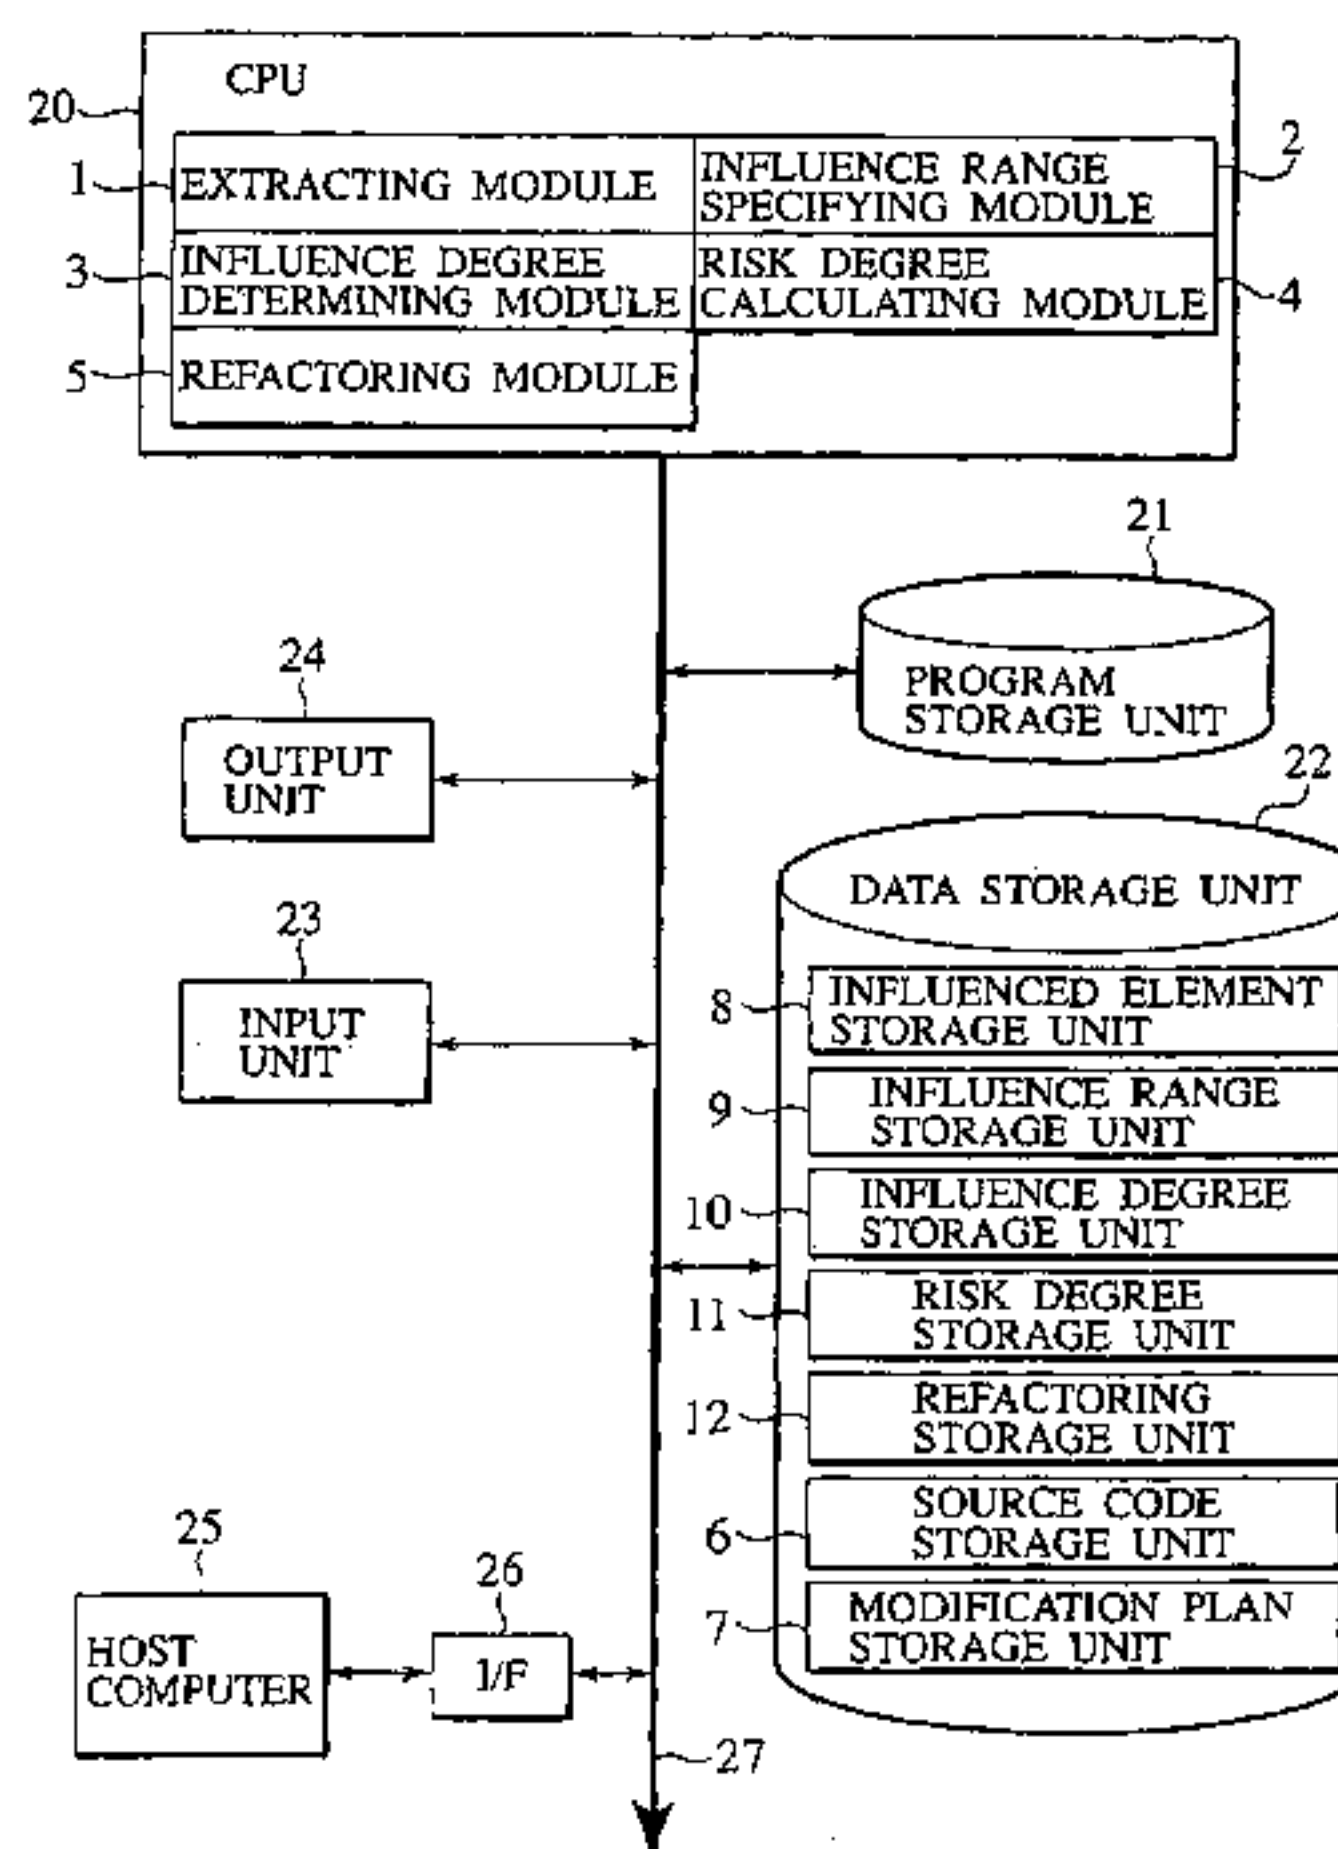 CPU
20
1
EXTRACTING MODULE
INFLUENCE RANGE
SPECIFYING MODULE
2
3
INFLUENCE DEGREE
DETERMINING MODULE
RISK DEGREE
CALCULATING MODULE
4
5
REFACTORING MODULE
21
PROGRAM
STORAGE UNIT
24
OUTPUT
UNIT
22
DATA STORAGE UNIT
23
INPUT
UNIT
8
INFLUENCED ELEMENT
STORAGE UNIT
9
INFLUENCE RANGE
STORAGE UNIT
10
INFLUENCE DEGREE
STORAGE UNIT
11
RISK DEGREE
STORAGE UNIT
12
REFACTORING
STORAGE UNIT
6
SOURCE CODE
STORAGE UNIT
7
MODIFICATION PLAN
STORAGE UNIT
25
HOST
COMPUTER
26
I/F
27